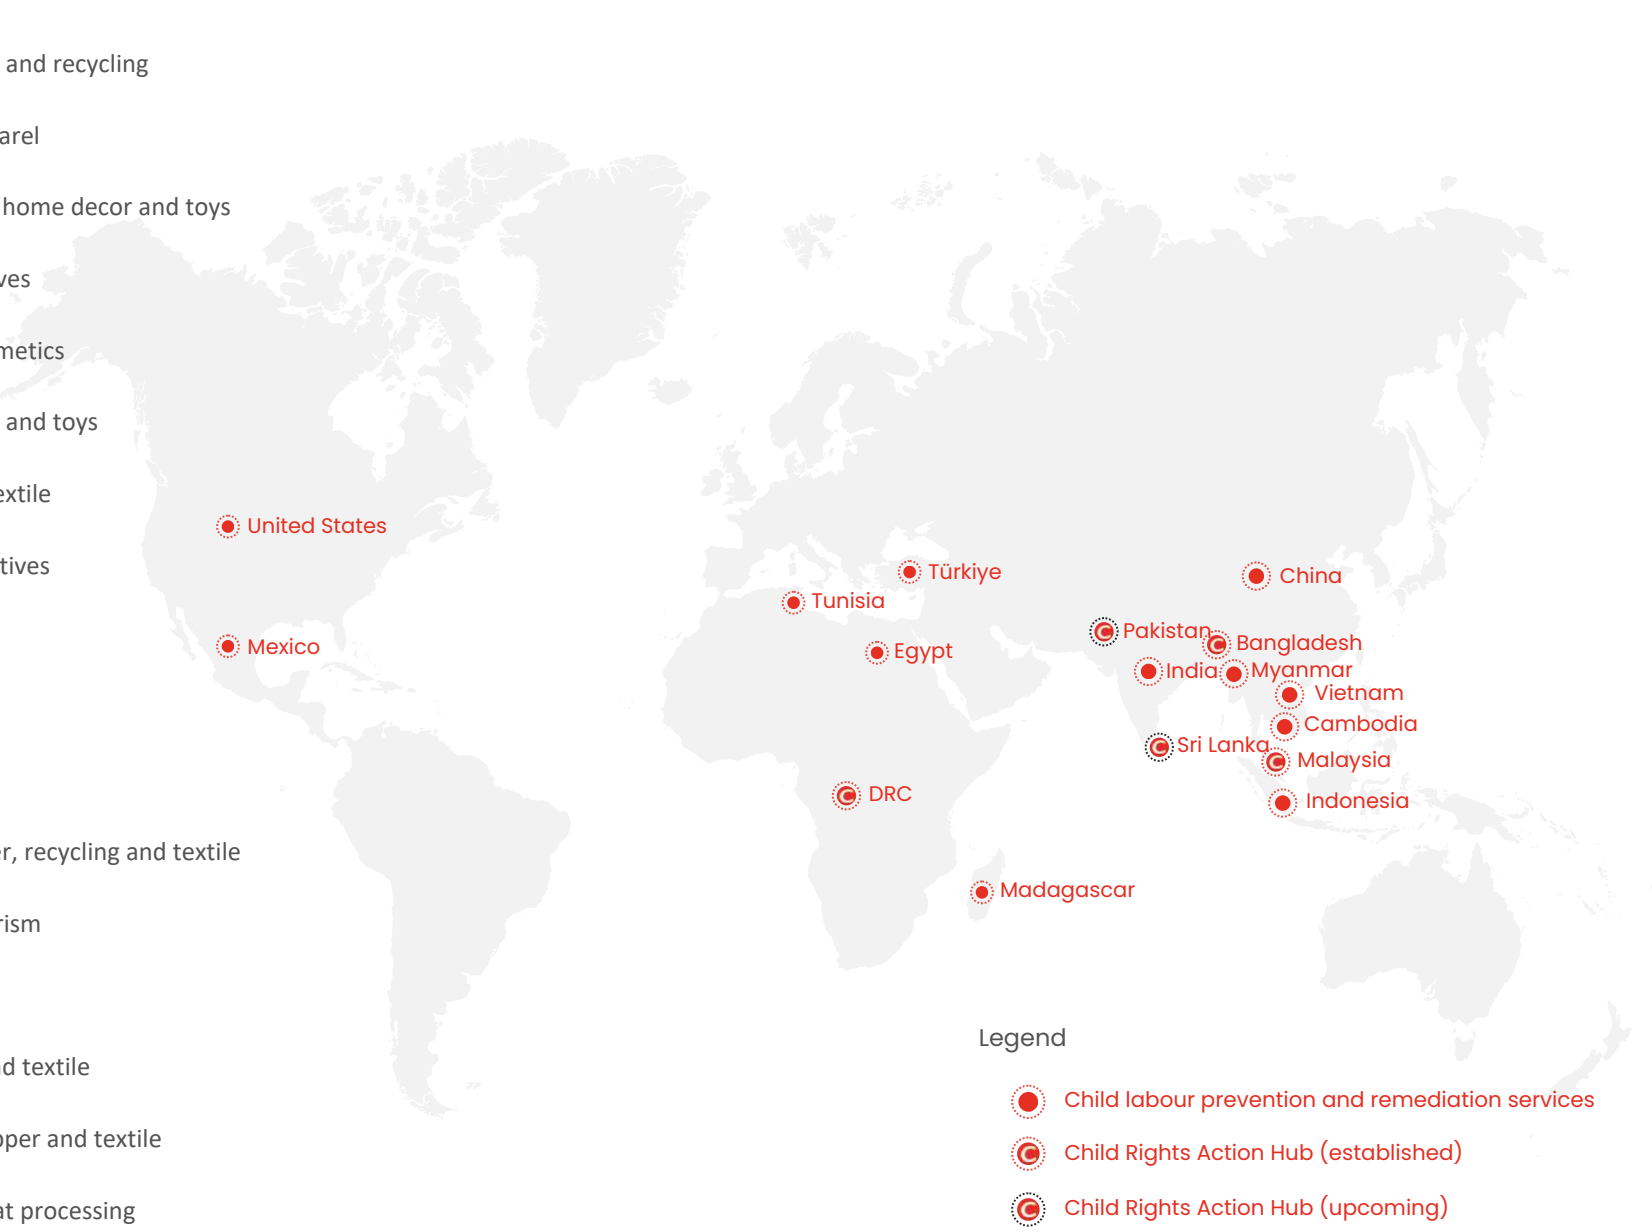 and recycling
arel
home decor and toys
ves
metics
and toys
extile
tives
r, recycling and textile
rism
d textile
pper and textile
at processing
United States
Mexico
Türkiye
Tunisia
Egypt
DRC
Madagascar
China
Pakistan
Bangladesh
India
Myanmar
Vietnam
Cambodia
Sri Lanka
Malaysia
Indonesia
Legend
Child labour prevention and remediation services
Child Rights Action Hub (established)
Child Rights Action Hub (upcoming)